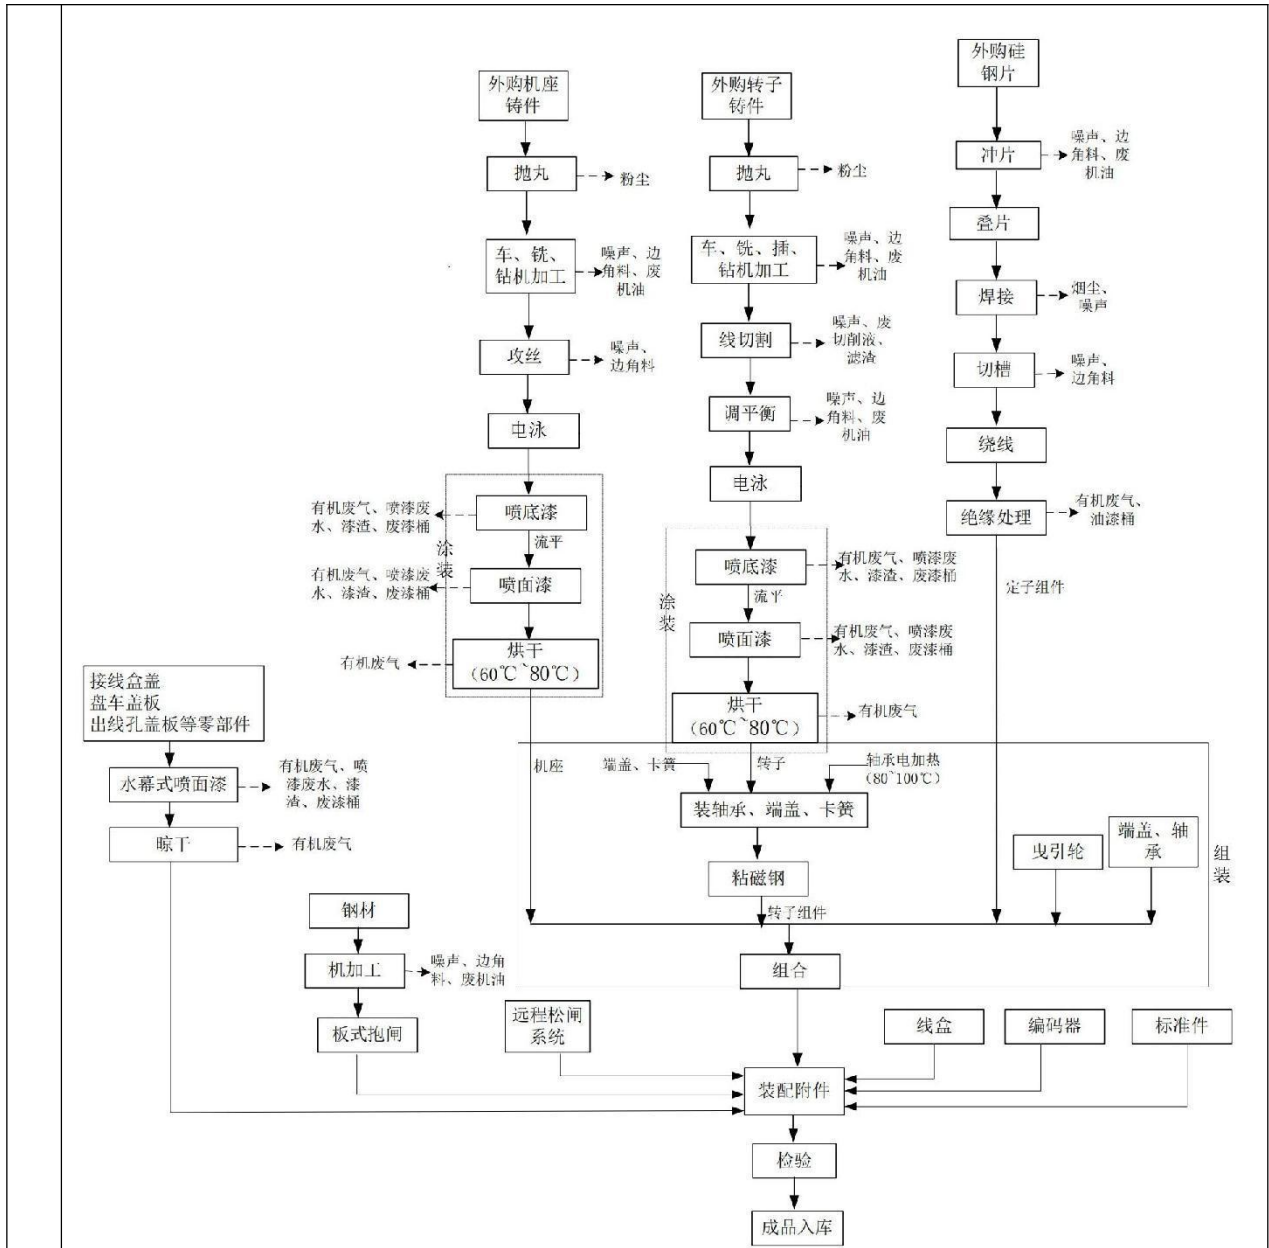 外购机座
铸件
抛丸
粉尘
车、铣、
钻机加工
噪声、边
角料、废
机油
攻丝
噪声、
边角料
电泳
涂装
喷底漆
有机废气、喷漆废
水、漆渣、废漆桶
流平
喷面漆
有机废气、喷漆废
水、漆渣、废漆桶
烘干
(60℃~80℃)
有机废气
机座
外购转子
铸件
抛丸
粉尘
车、铣、插、
钻机加工
噪声、边
角料、废
机油
线切割
噪声、废
切削液、
滤渣
调平衡
噪声、边
角料、废
机油
电泳
涂装
喷底漆
有机废气、喷漆废
水、漆渣、废漆桶
流平
喷面漆
有机废气、喷漆废
水、漆渣、废漆桶
烘干
(60℃~80℃)
有机废气
外购硅
钢片
冲片
噪声、边
角料、废
机油
叠片
焊接
烟尘、
噪声
切槽
噪声、
边角料
绕线
绝缘处理
有机废气、
油漆桶
定子组件
接线盒盖
盘车盖板
出线孔盖板等零部件
水幕式喷面漆
有机废气、喷
漆废水、漆
渣、废漆桶
晾干
有机废气
端盖、卡簧
转子
轴承电加热
(80~100℃)
装轴承、端盖、卡簧
粘磁钢
转子组件
曳引轮
端盖、轴
承
组装
组合
钢材
机加工
噪声、边角
料、废机油
板式抱闸
远程松闸
系统
线盒
编码器
标准件
装配附件
检验
成品入库